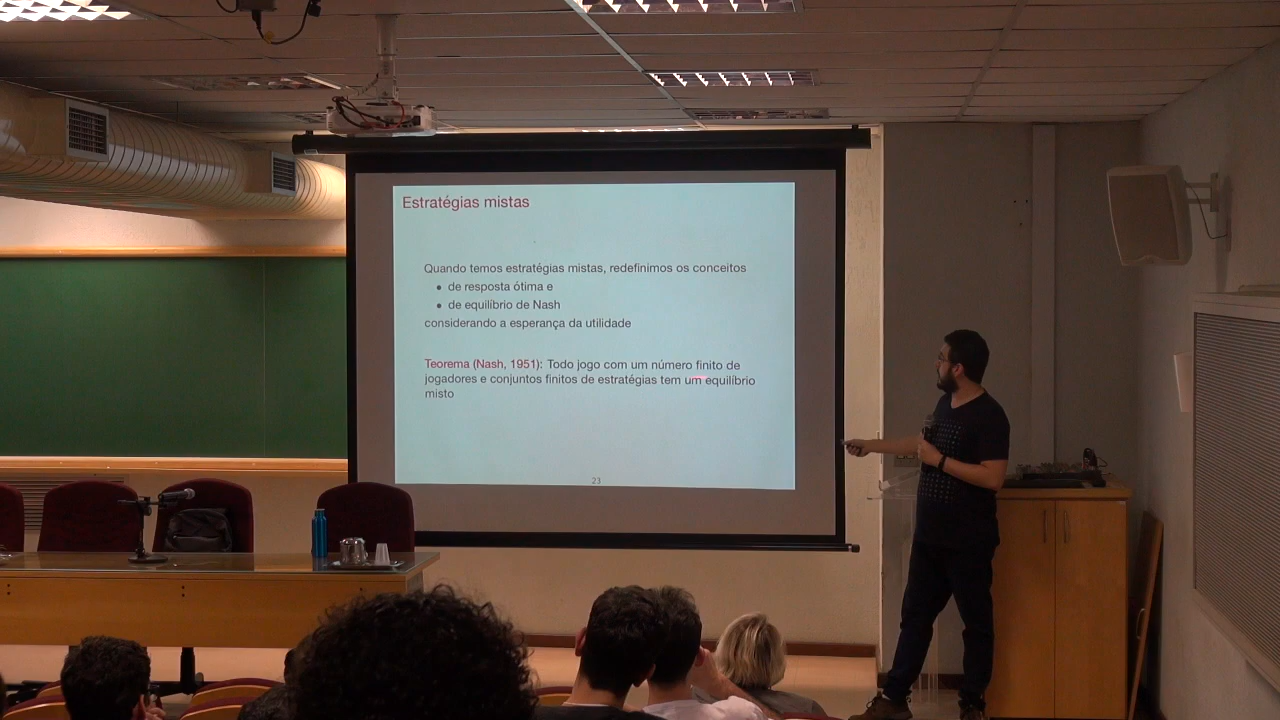 Estratégias mistas
Quando temos estratégias mistas, redefinimos os conceitos
• de resposta ótima e
• de equilíbrio de Nash
considerando a esperança da utilidade
Teorema (Nash, 1951): Todo jogo com um número finito de
jogadores e conjuntos finitos de estratégias tem um equilíbrio
misto
23